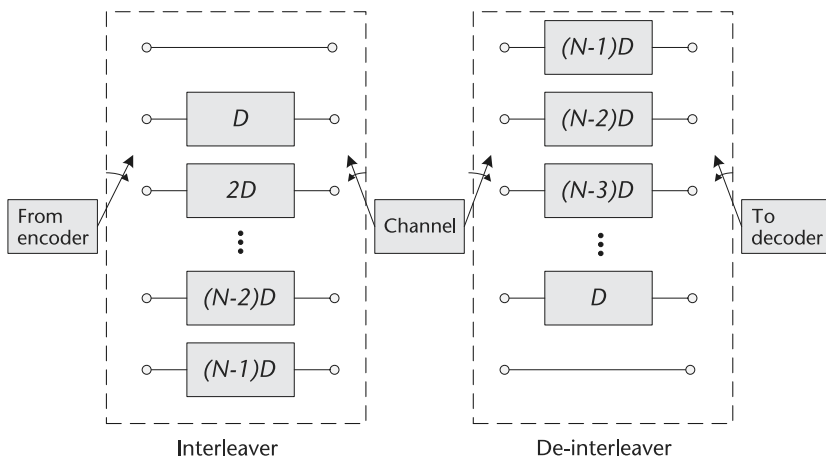 From
encoder
D
2D
(N-2)D
(N-1)D
Interleaver
Channel
(N-1)D
(N-2)D
(N-3)D
D
De-interleaver
To
decoder